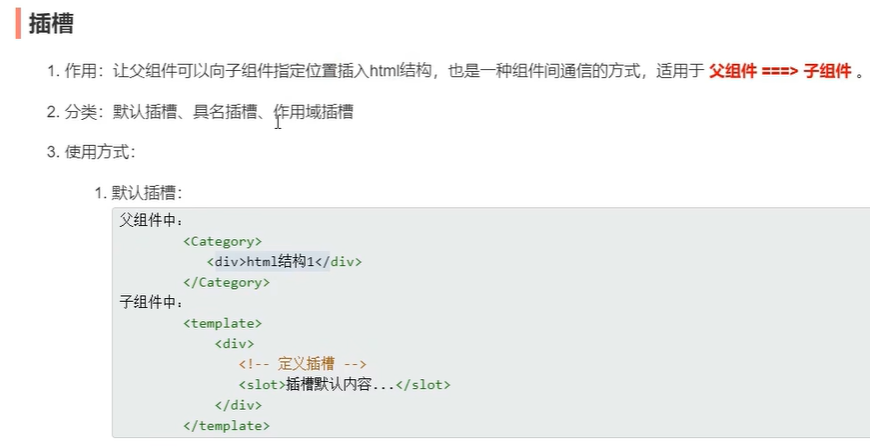 插槽
1. 作用：让父组件可以向子组件指定位置插入html结构，也是一种组件间通信的方式，适用于 父组件 ===> 子组件 。
2. 分类：默认插槽、具名插槽、作用域插槽
3. 使用方式：
1. 默认插槽：
父组件中：
<Category>
<div>html结构1</div>
</Category>
子组件中：
<template>
<div>
<!-- 定义插槽 -->
<slot>插槽默认内容...</slot>
</div>
</template>